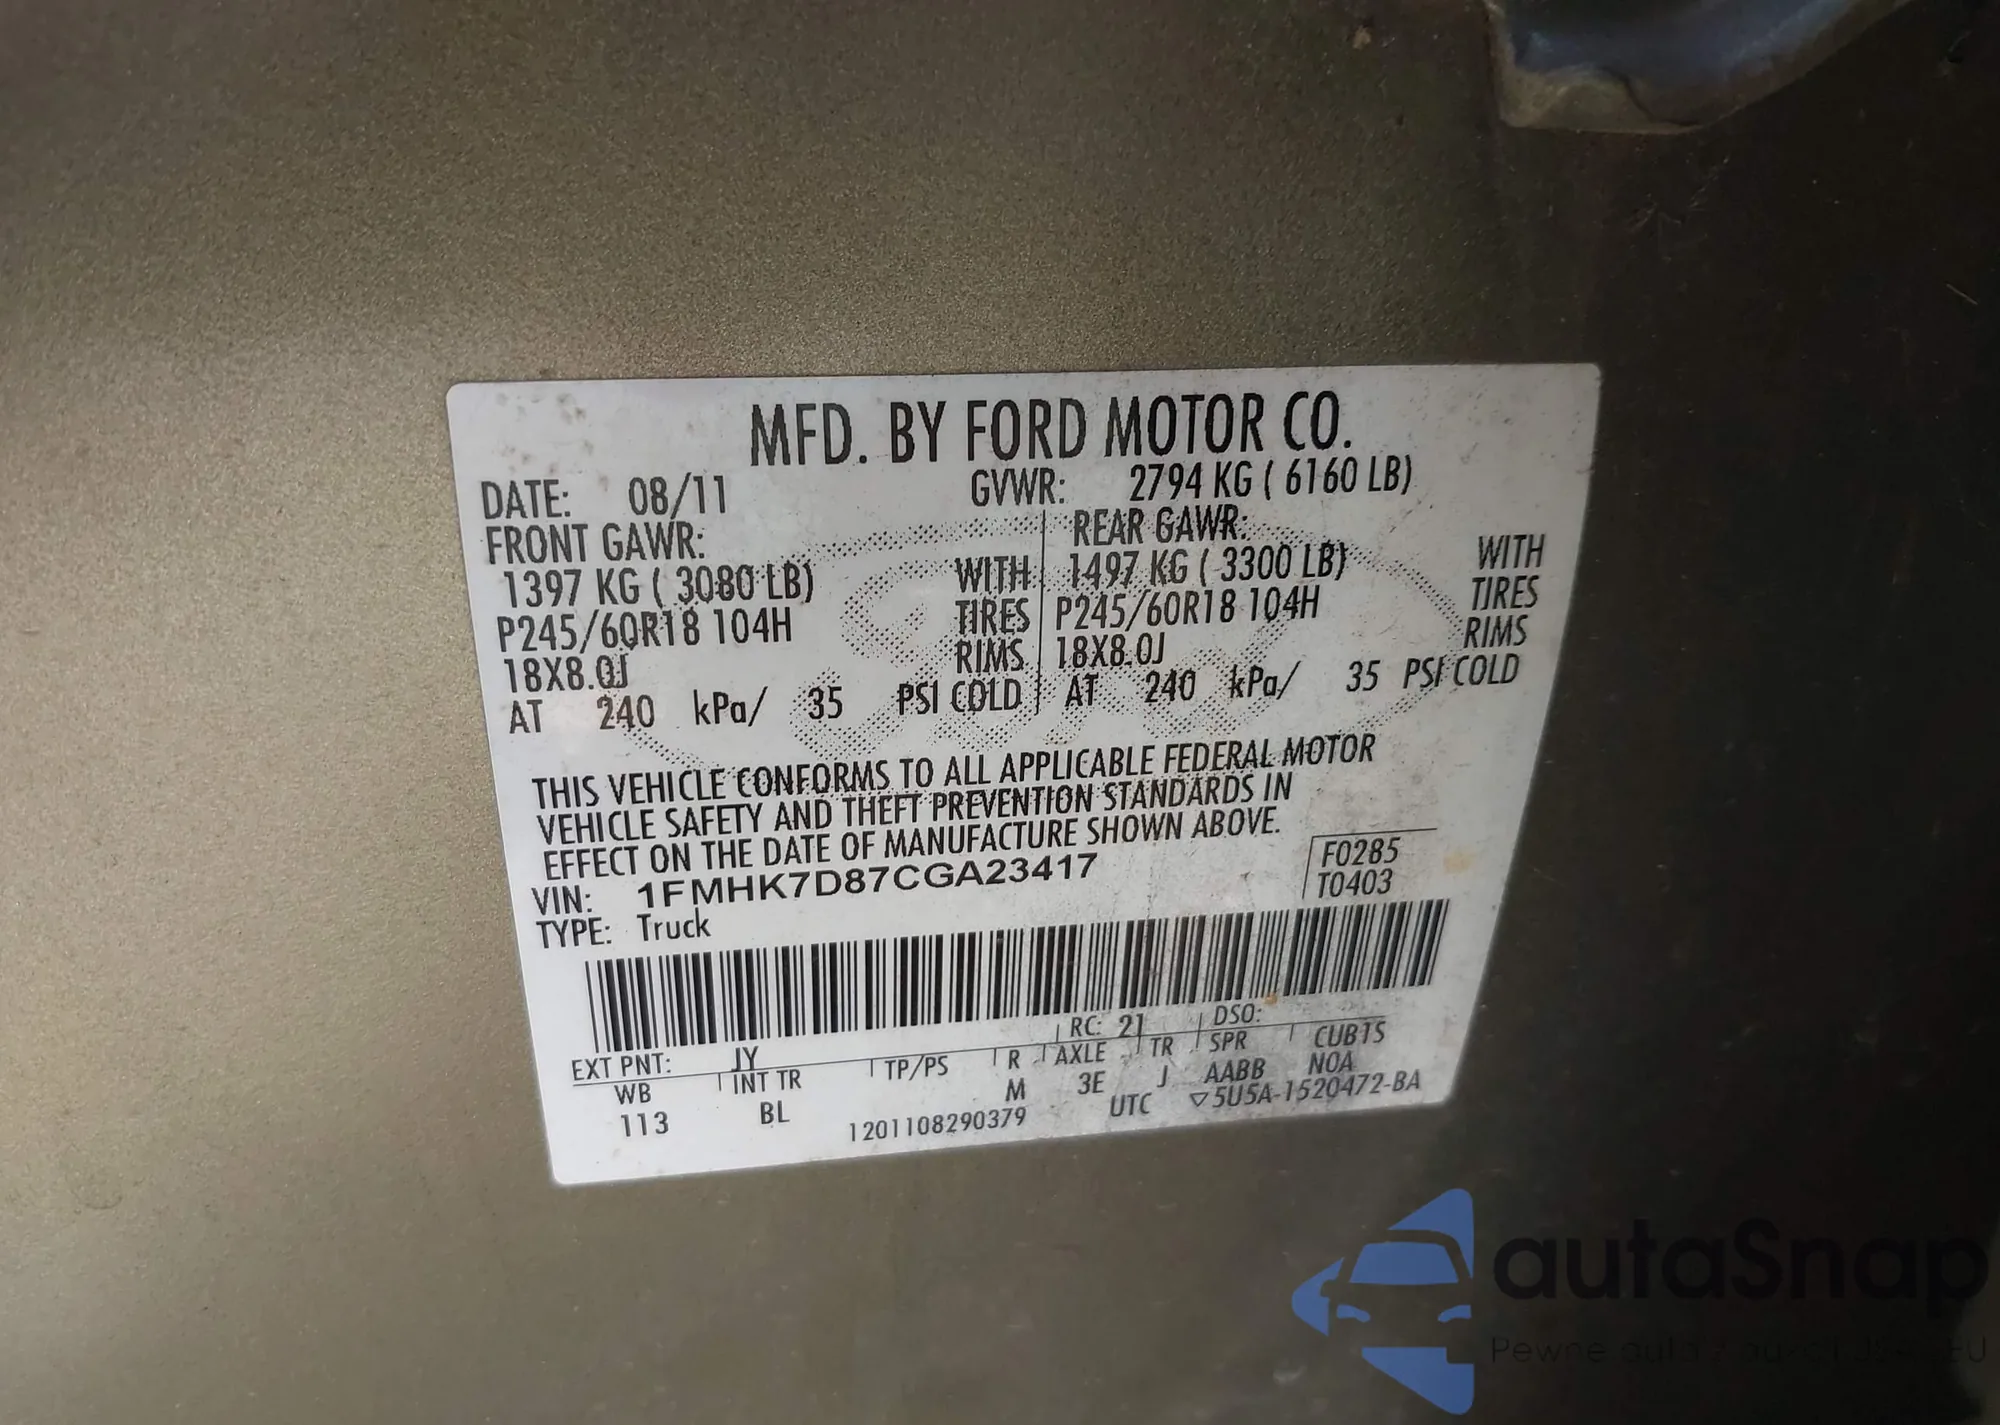 MFD. BY FORD MOTOR CO.
DATE: 08/11 GVWR: 2794 KG ( 6160 LB)
FRONT GAWR: REAR GAWR:
1397 KG ( 3080 LB) WITH 1497 KG ( 3300 LB) WITH
P245/60R18 104H TIRES P245/60R18 104H TIRES
18X8.0J RIMS 18X8.0J RIMS
AT 240 kPa/ 35 PSI COLD AT 240 kPa/ 35 PSI COLD
THIS VEHICLE CONFORMS TO ALL APPLICABLE FEDERAL MOTOR
VEHICLE SAFETY AND THEFT PREVENTION STANDARDS IN
EFFECT ON THE DATE OF MANUFACTURE SHOWN ABOVE.
VIN: 1FMHK7D87CGA23417 F0285
TYPE: Truck T0403
EXT PNT: JY RC: 21 DSO:
WB INT TR TP/PS R AXLE TR SPR CUBTS
113 BL M 3E J AABB NOA
1201108290379 UTC ▽5U5A-1520472-BA
autaSnap
Pewne auto z aukcji USA